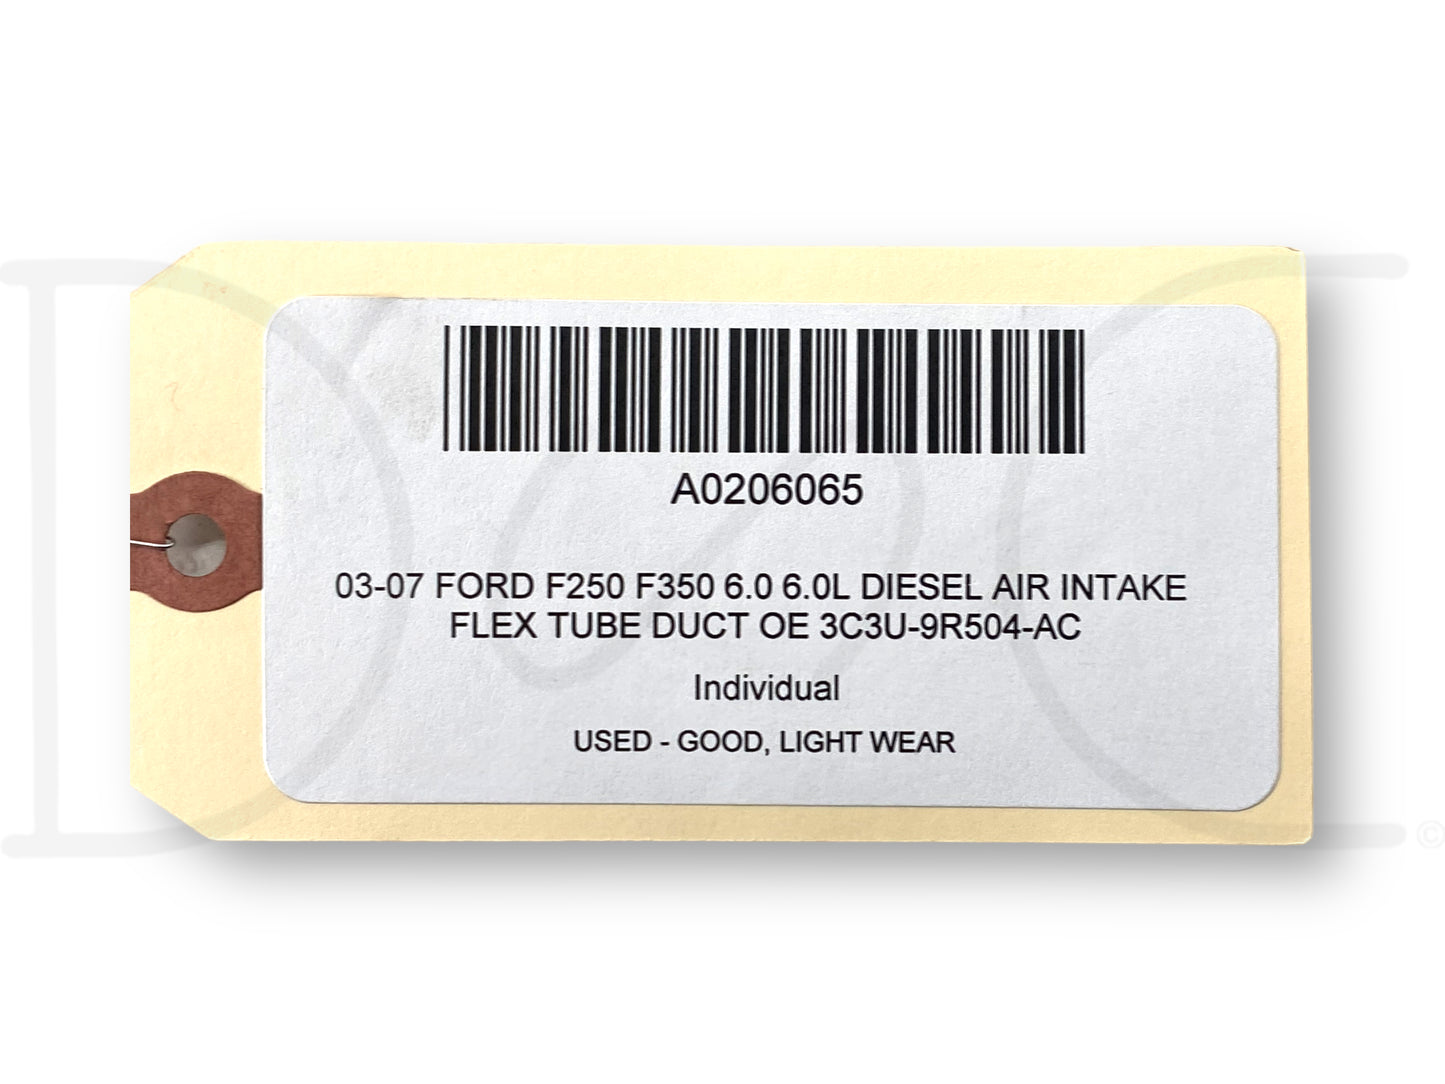 A0206065
03-07 FORD F250 F350 6.0 6.0L DIESEL AIR INTAKE
FLEX TUBE DUCT OE 3C3U-9R504-AC
Individual
USED - GOOD, LIGHT WEAR
D C
©